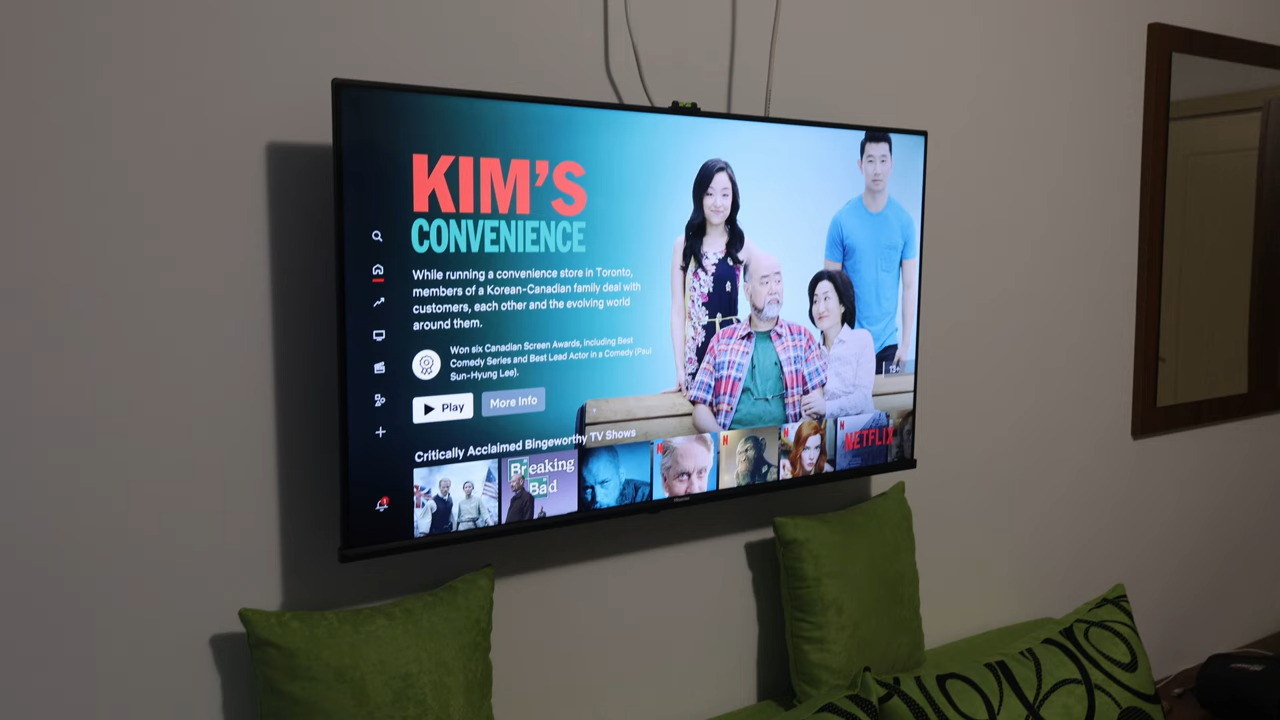 KIM'S
CONVENIENCE
While running a convenience store in Toronto,
members of a Korean-Canadian family deal with
customers, each other and the evolving world
around them.
Won six Canadian Screen Awards, including Best
Comedy Series and Best Lead Actor in a Comedy (Paul
Sun-Hyung Lee).
13+
Play
More Info
Critically Acclaimed Bingeworthy TV Shows
Breaking
Bad
N
N
N
NETFLIX
Hisense